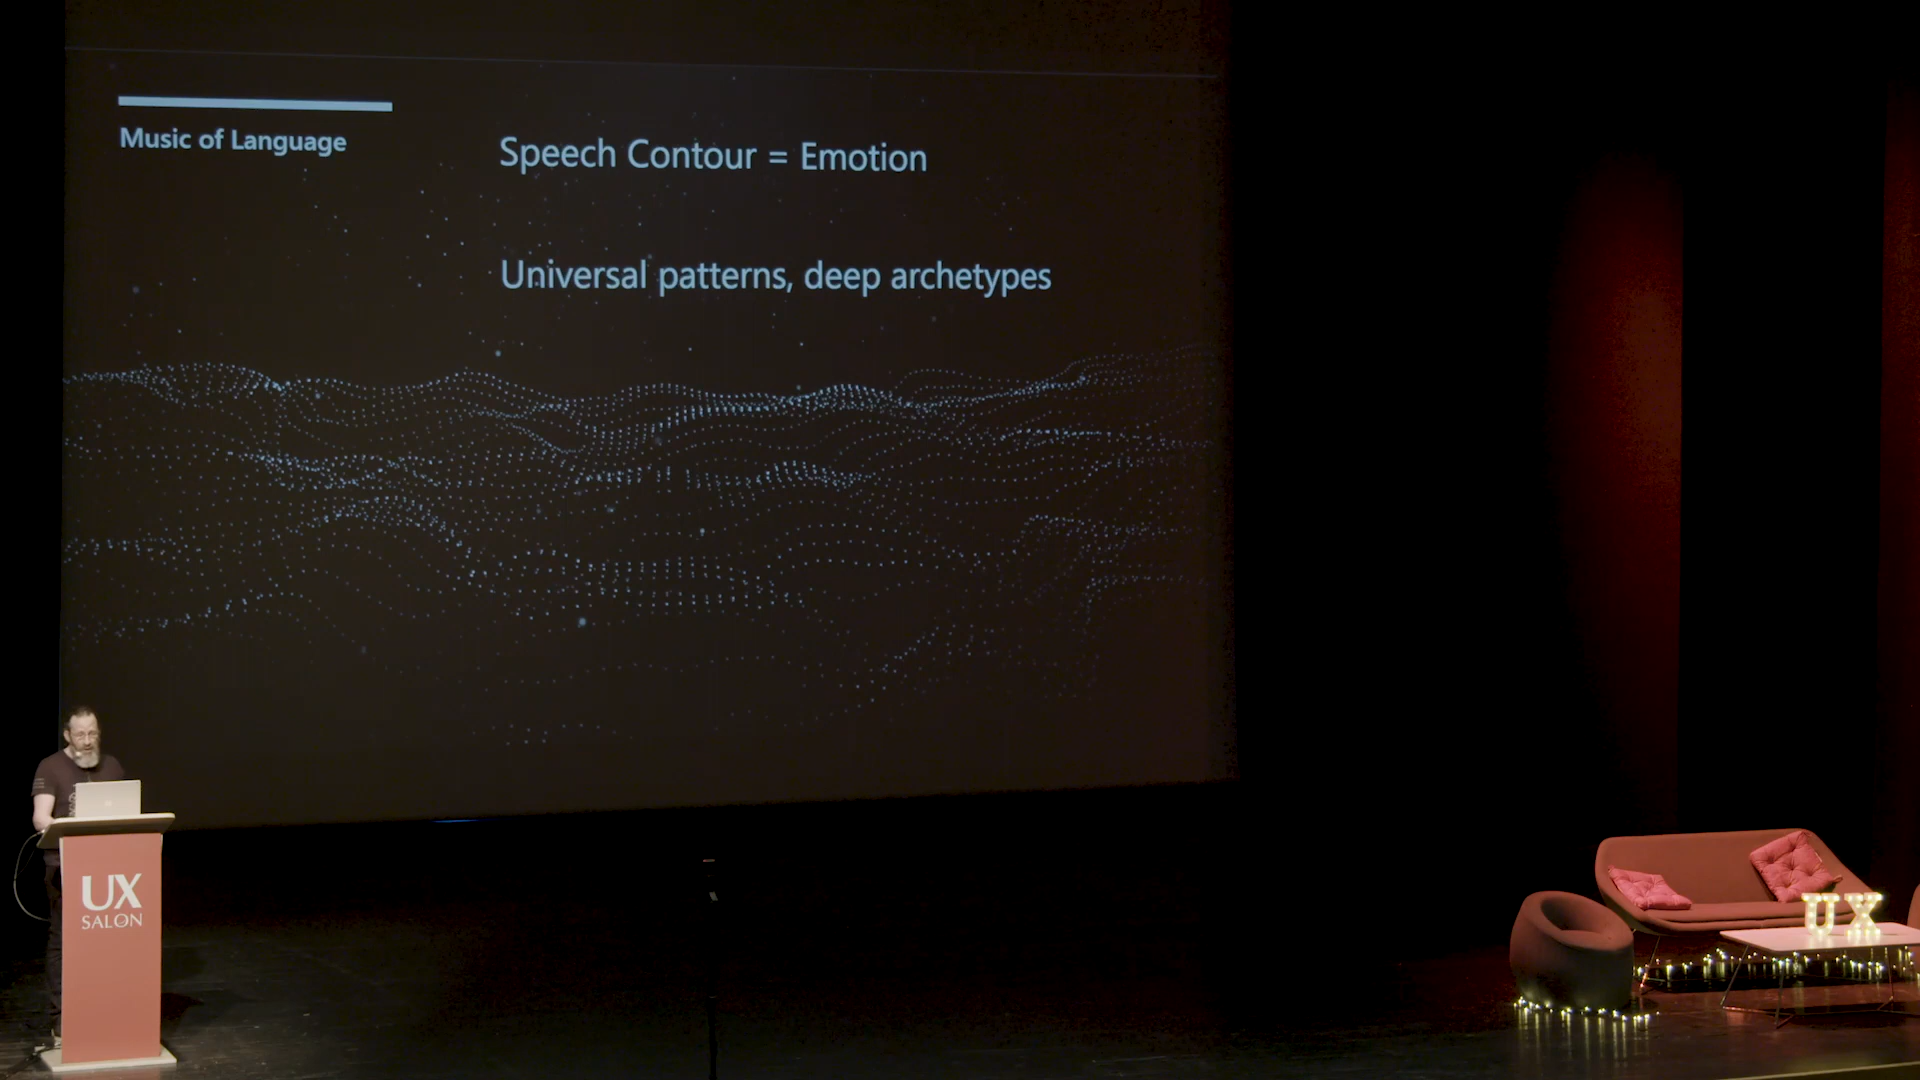 Music of Language
Speech Contour = Emotion
Universal patterns, deep archetypes
UX
SALON
UX